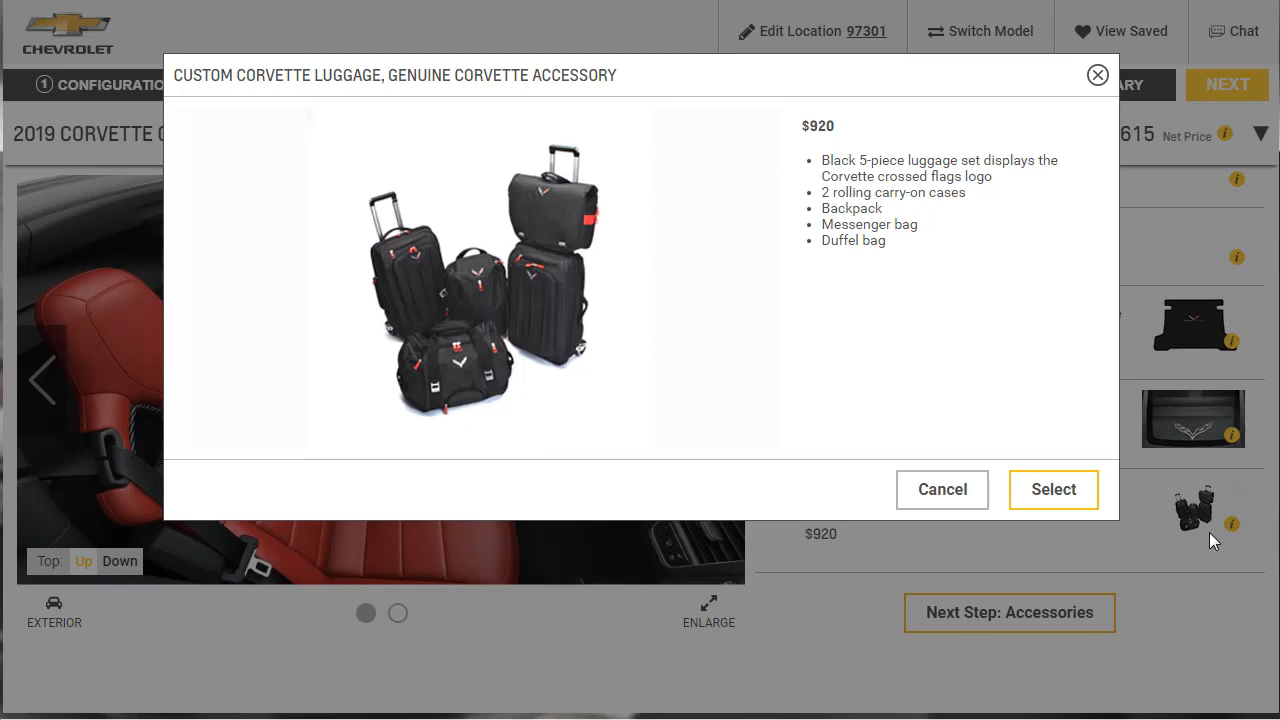 CHEVROLET
Edit Location 97301
Switch Model
View Saved
Chat
1 CONFIGURATIO
ARY
NEXT
CUSTOM CORVETTE LUGGAGE, GENUINE CORVETTE ACCESSORY
2019 CORVETTE
615 Net Price
$920
• Black 5-piece luggage set displays the
Corvette crossed flags logo
• 2 rolling carry-on cases
• Backpack
• Messenger bag
• Duffel bag
Cancel
Select
$920
Top: Up Down
EXTERIOR
ENLARGE
Next Step: Accessories